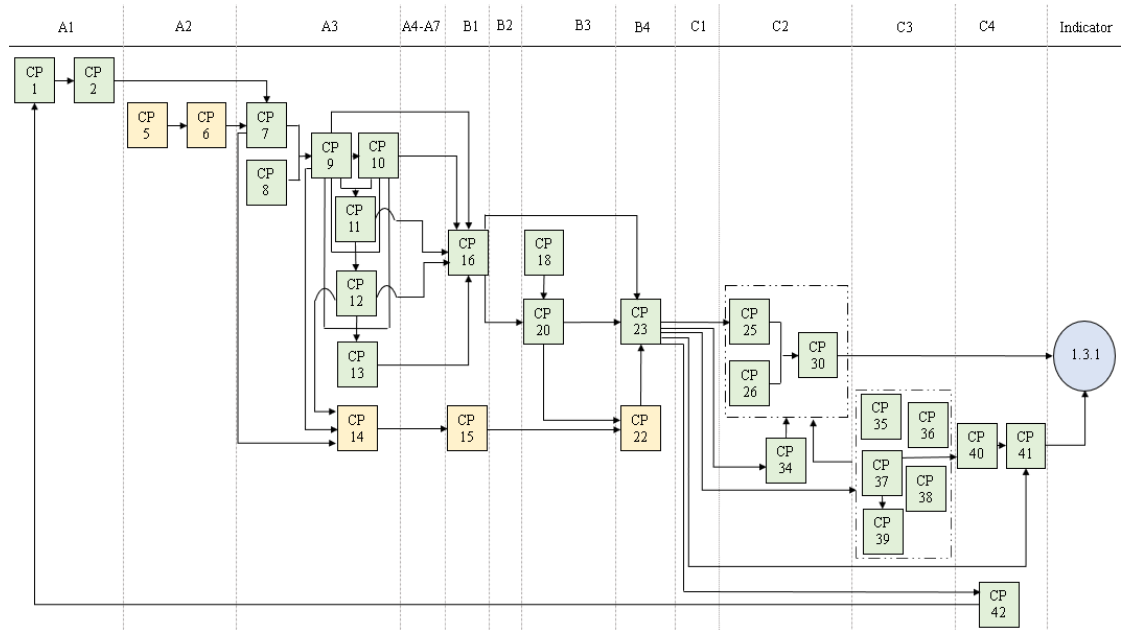 A1 A2 A3 A4-A7 B1 B2 B3 B4 C1 C2 C3 C4 Indicator
CP
1
CP
2
CP
5
CP
6
CP
7
CP
8
CP
9
CP
10
CP
11
CP
12
CP
13
CP
14
CP
15
CP
16
CP
18
CP
20
CP
22
CP
23
CP
25
CP
26
CP
30
CP
34
CP
35
CP
36
CP
37
CP
38
CP
39
CP
40
CP
41
CP
42
1.3.1